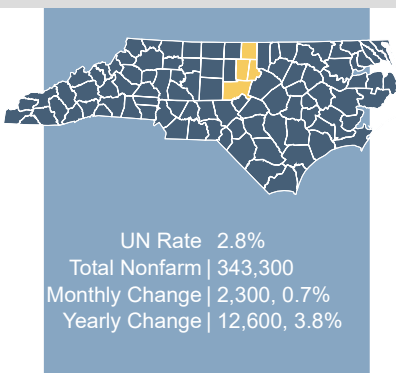 UN Rate 2.8%
Total Nonfarm | 343,300
Monthly Change | 2,300, 0.7%
Yearly Change | 12,600, 3.8%